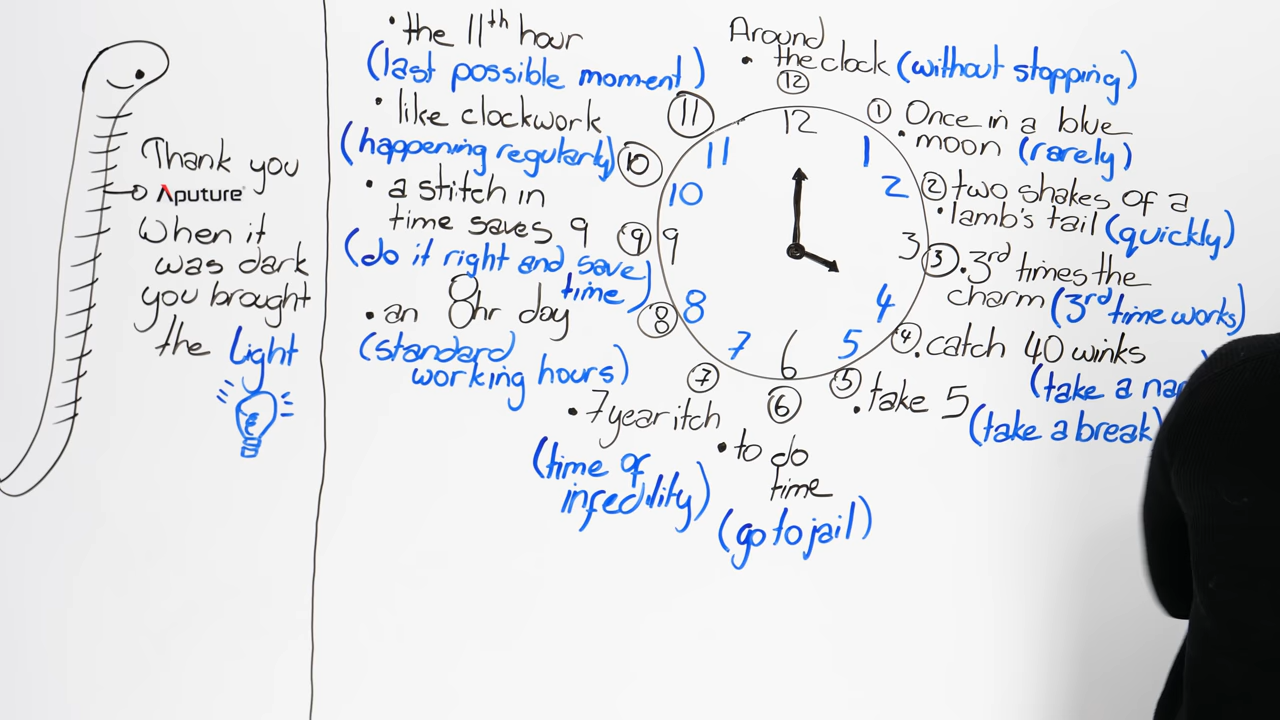 Thank you
Aputure
When it
was dark
you brought
the Light
• the 11th hour
(last possible moment)
• like clockwork
(happening regularly)
• a stitch in
time saves 9
(do it right and save
time)
• an 8hr day
(standard
working hours)
• 7 year itch
(time of
infedility)
• to do
time
(go to jail)
Around
• the clock (without stopping)
12
1 Once in a blue
• moon (rarely)
2 two shakes of a
• lamb's tail (quickly)
3 • 3rd times the
charm (3rd time works)
4 • catch 40 winks
(take a na
5 • take 5
(take a break)
6
7
8
9
10
11
12
1
2
3
4
5
6
7
8
9
10
11